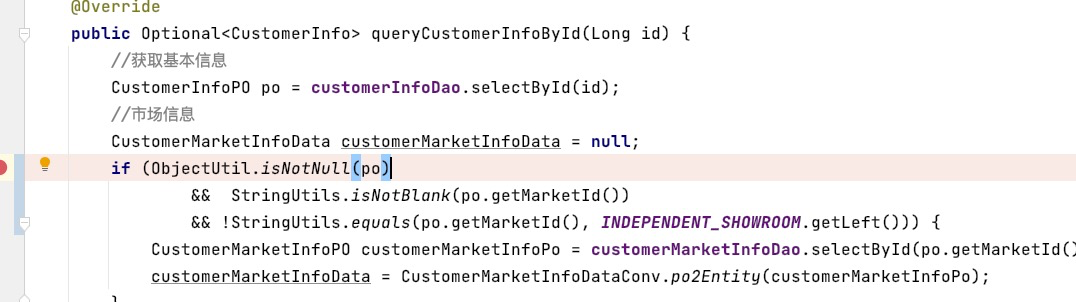 @Override
public Optional<CustomerInfo> queryCustomerInfoById(Long id) {
//获取基本信息
CustomerInfoPO po = customerInfoDao.selectById(id);
//市场信息
CustomerMarketInfoData customerMarketInfoData = null;
if (ObjectUtil.isNotNull(po)
&&  StringUtils.isNotBlank(po.getMarketId())
&& !StringUtils.equals(po.getMarketId(), INDEPENDENT_SHOWROOM.getLeft())) {
CustomerMarketInfoPO customerMarketInfoPo = customerMarketInfoDao.selectById(po.getMarketId()
customerMarketInfoData = CustomerMarketInfoDataConv.po2Entity(customerMarketInfoPo);
}